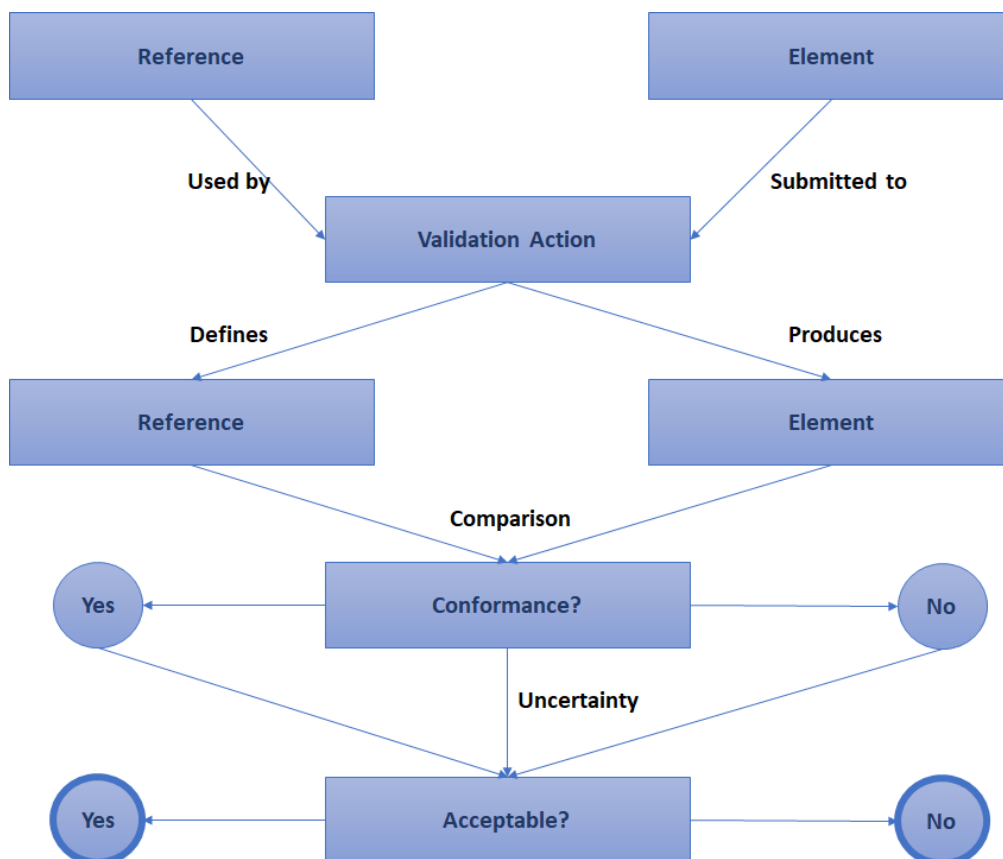 Reference
Element
Used by
Submitted to
Validation Action
Defines
Produces
Reference
Element
Comparison
Yes
Conformance?
No
Uncertainty
Yes
Acceptable?
No